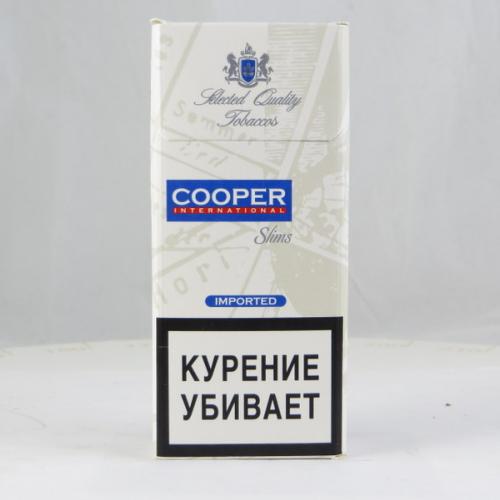 Selected Quality
Tobaccos
COOPER
INTERNATIONAL
Slims
IMPORTED
КУРЕНИЕ
УБИВАЕТ